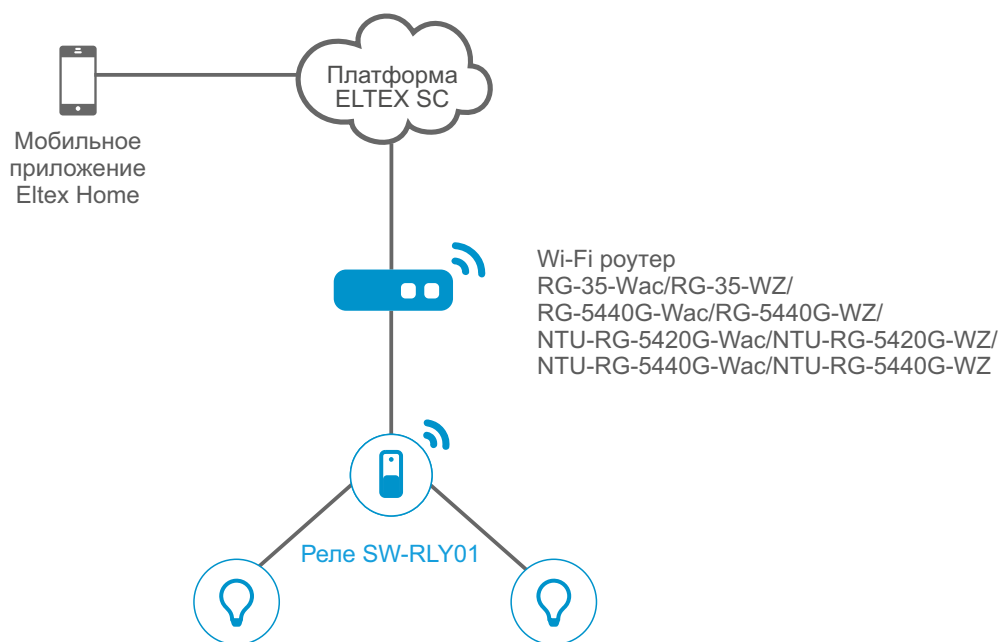 Платформа
ELTEX SC
Мобильное
приложение
Eltex Home
Wi-Fi роутер
RG-35-Wac/RG-35-WZ/
RG-5440G-Wac/RG-5440G-WZ/
NTU-RG-5420G-Wac/NTU-RG-5420G-WZ/
NTU-RG-5440G-Wac/NTU-RG-5440G-WZ
Реле SW-RLY01